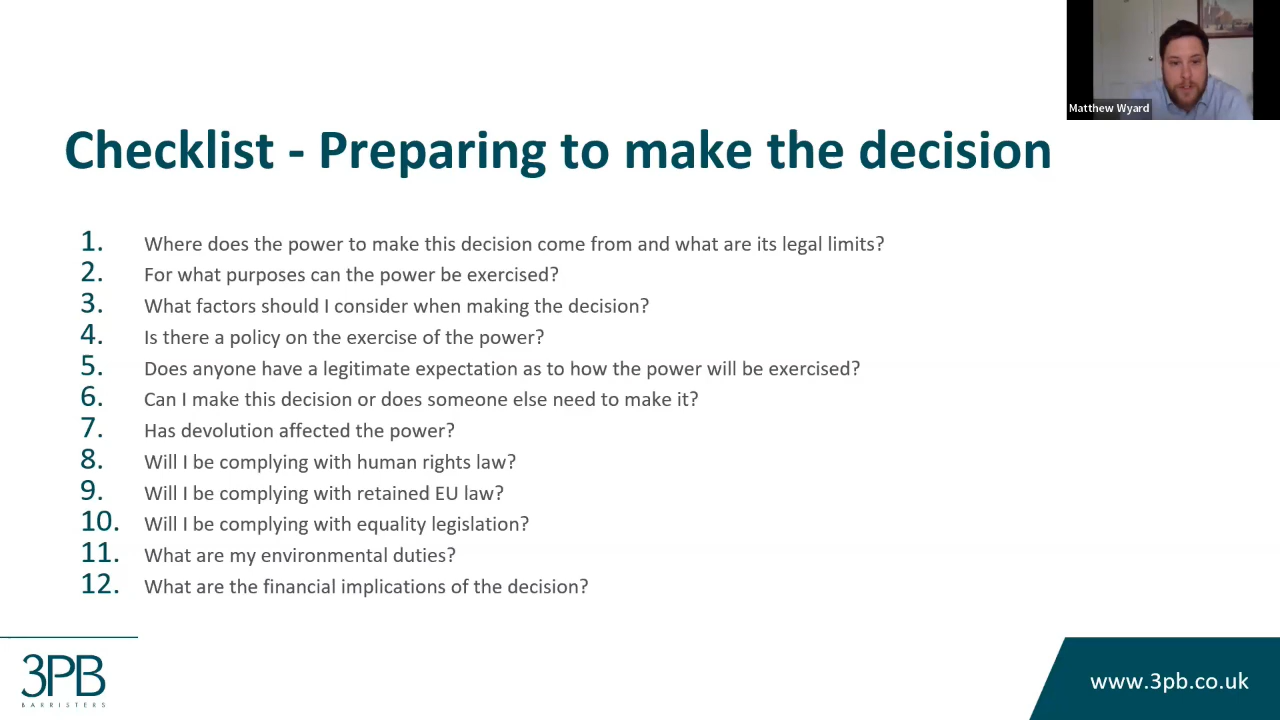 Matthew Wyard
Checklist - Preparing to make the decision
1. Where does the power to make this decision come from and what are its legal limits?
2. For what purposes can the power be exercised?
3. What factors should I consider when making the decision?
4. Is there a policy on the exercise of the power?
5. Does anyone have a legitimate expectation as to how the power will be exercised?
6. Can I make this decision or does someone else need to make it?
7. Has devolution affected the power?
8. Will I be complying with human rights law?
9. Will I be complying with retained EU law?
10. Will I be complying with equality legislation?
11. What are my environmental duties?
12. What are the financial implications of the decision?
3PB
BARRISTERS
www.3pb.co.uk